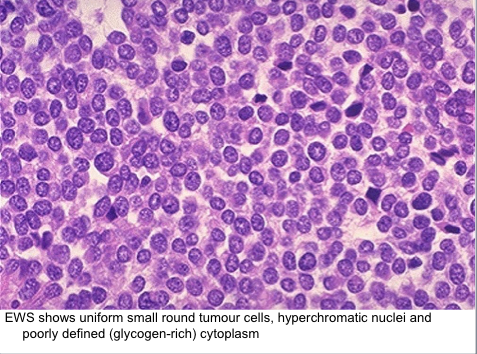 EWS shows uniform small round tumour cells, hyperchromatic nuclei and
poorly defined (glycogen-rich) cytoplasm